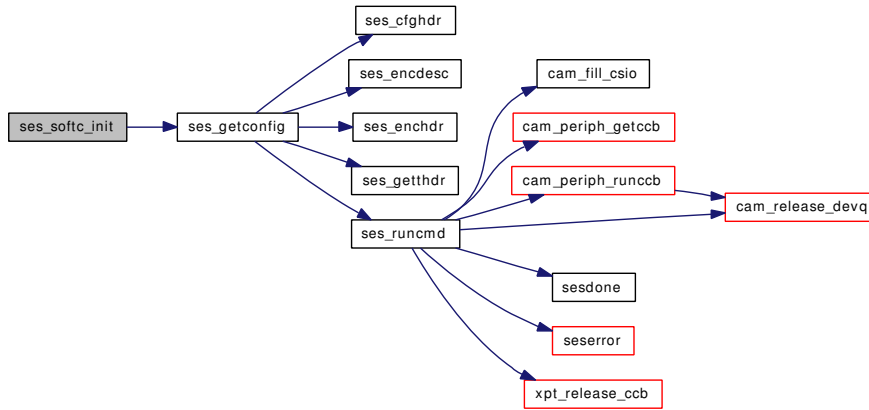 ses_cfghdr
ses_encdesc
cam_fill_csio
ses_softc_init
ses_getconfig
ses_enchdr
cam_periph_getccb
ses_getthdr
cam_periph_runccb
cam_release_devq
ses_runcmd
sesdone
seserror
xpt_release_ccb